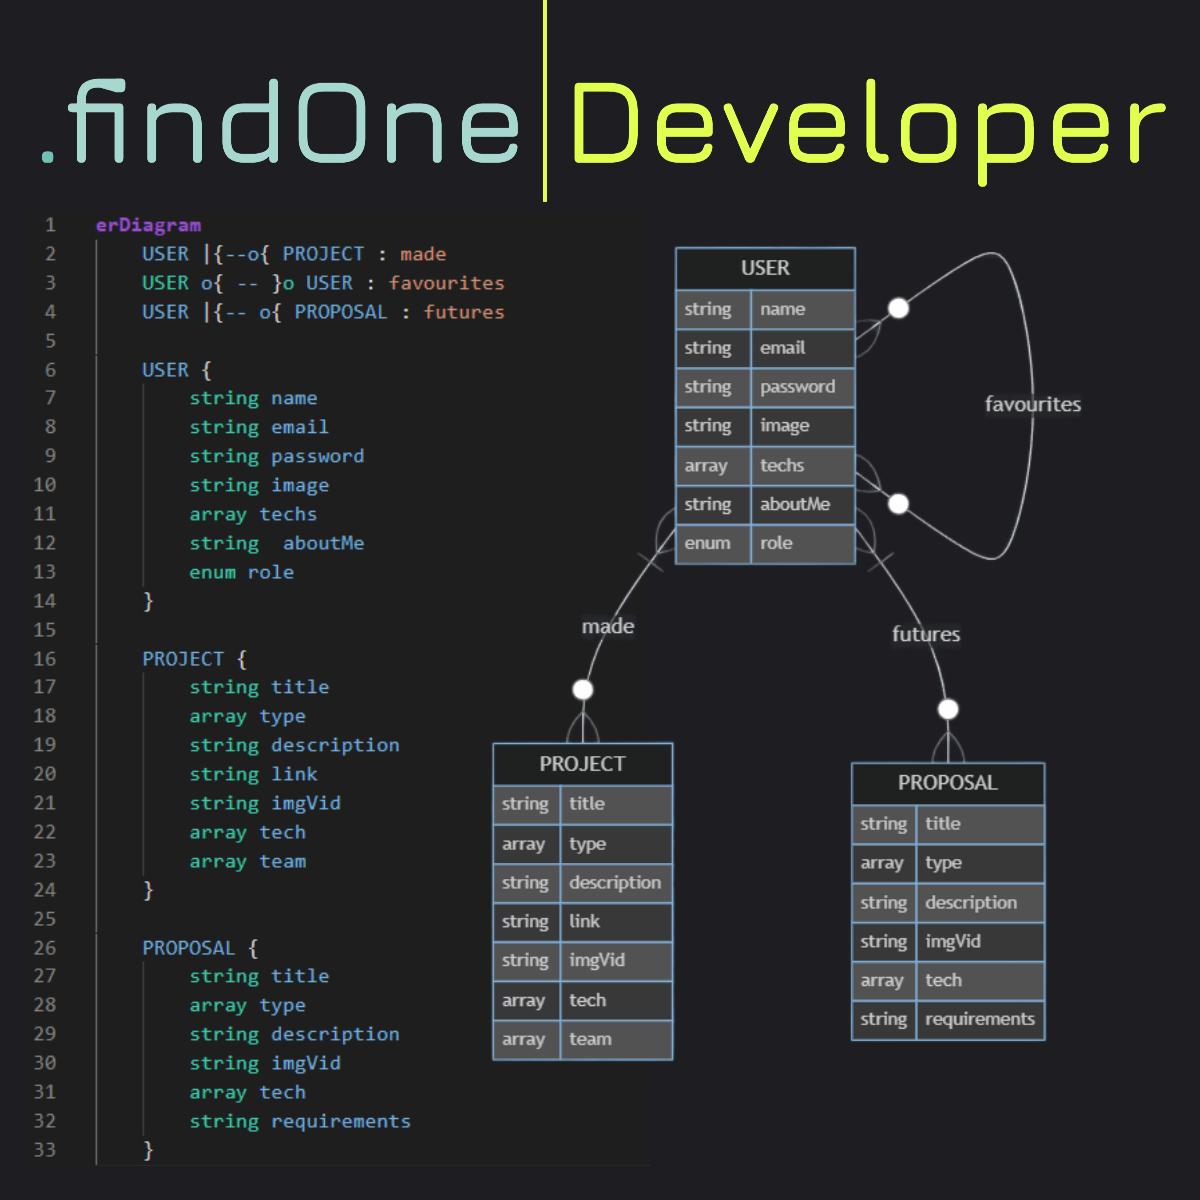 .findOne|Developer
1 erDiagram
2 USER |{--o{ PROJECT : made
3 USER o{ -- }o USER : favourites
4 USER |{-- o{ PROPOSAL : futures
5
6 USER {
7 string name
8 string email
9 string password
10 string image
11 array techs
12 string  aboutMe
13 enum role
14 }
15
16 PROJECT {
17 string title
18 array type
19 string description
20 string link
21 string imgVid
22 array tech
23 array team
24 }
25
26 PROPOSAL {
27 string title
28 array type
29 string description
30 string imgVid
31 array tech
32 string requirements
33 }
USER
string name
string email
string password
string image
array techs
string aboutMe
enum role
favourites
made
futures
PROJECT
string title
array type
string description
string link
string imgVid
array tech
array team
PROPOSAL
string title
array type
string description
string imgVid
array tech
string requirements